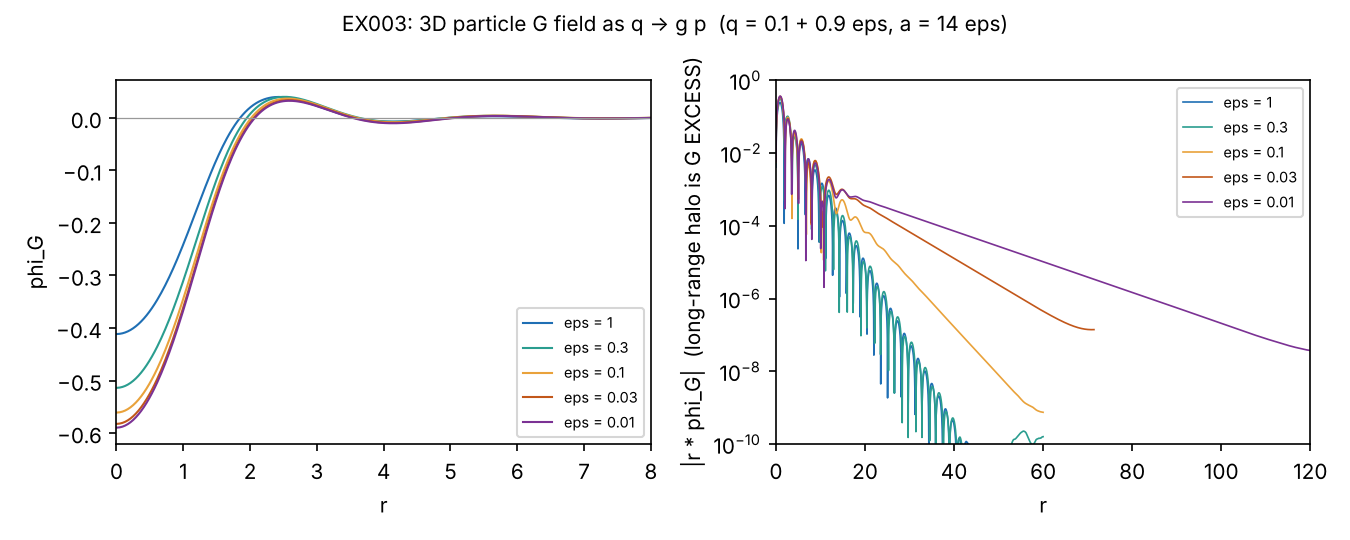 EX003: 3D particle G field as q → g p  (q = 0.1 + 0.9 eps, a = 14 eps)
phi_G
0.0
−0.1
−0.2
−0.3
−0.4
−0.5
−0.6
0 1 2 3 4 5 6 7 8
r
eps = 1
eps = 0.3
eps = 0.1
eps = 0.03
eps = 0.01
|r * phi_G|  (long-range halo is G EXCESS)
10⁰
10⁻²
10⁻⁴
10⁻⁶
10⁻⁸
10⁻¹⁰
0 20 40 60 80 100 120
r
eps = 1
eps = 0.3
eps = 0.1
eps = 0.03
eps = 0.01